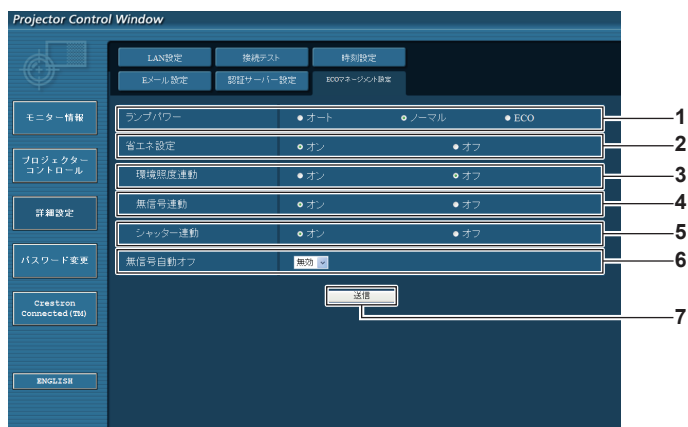 Projector Control Window
LAN設定 接続テスト 時刻設定
Eメール設定 認証サーバー設定 ECOマネージメント設定
モニター情報
プロジェクター
コントロール
詳細設定
パスワード変更
Crestron
Connected(TM)
ENGLISH
ランプパワー オート ノーマル ECO 1
省エネ設定 オン オフ 2
環境照度連動 オン オフ 3
無信号連動 オン オフ 4
シャッター連動 オン オフ 5
無信号自動オフ 無効 6
送信
7